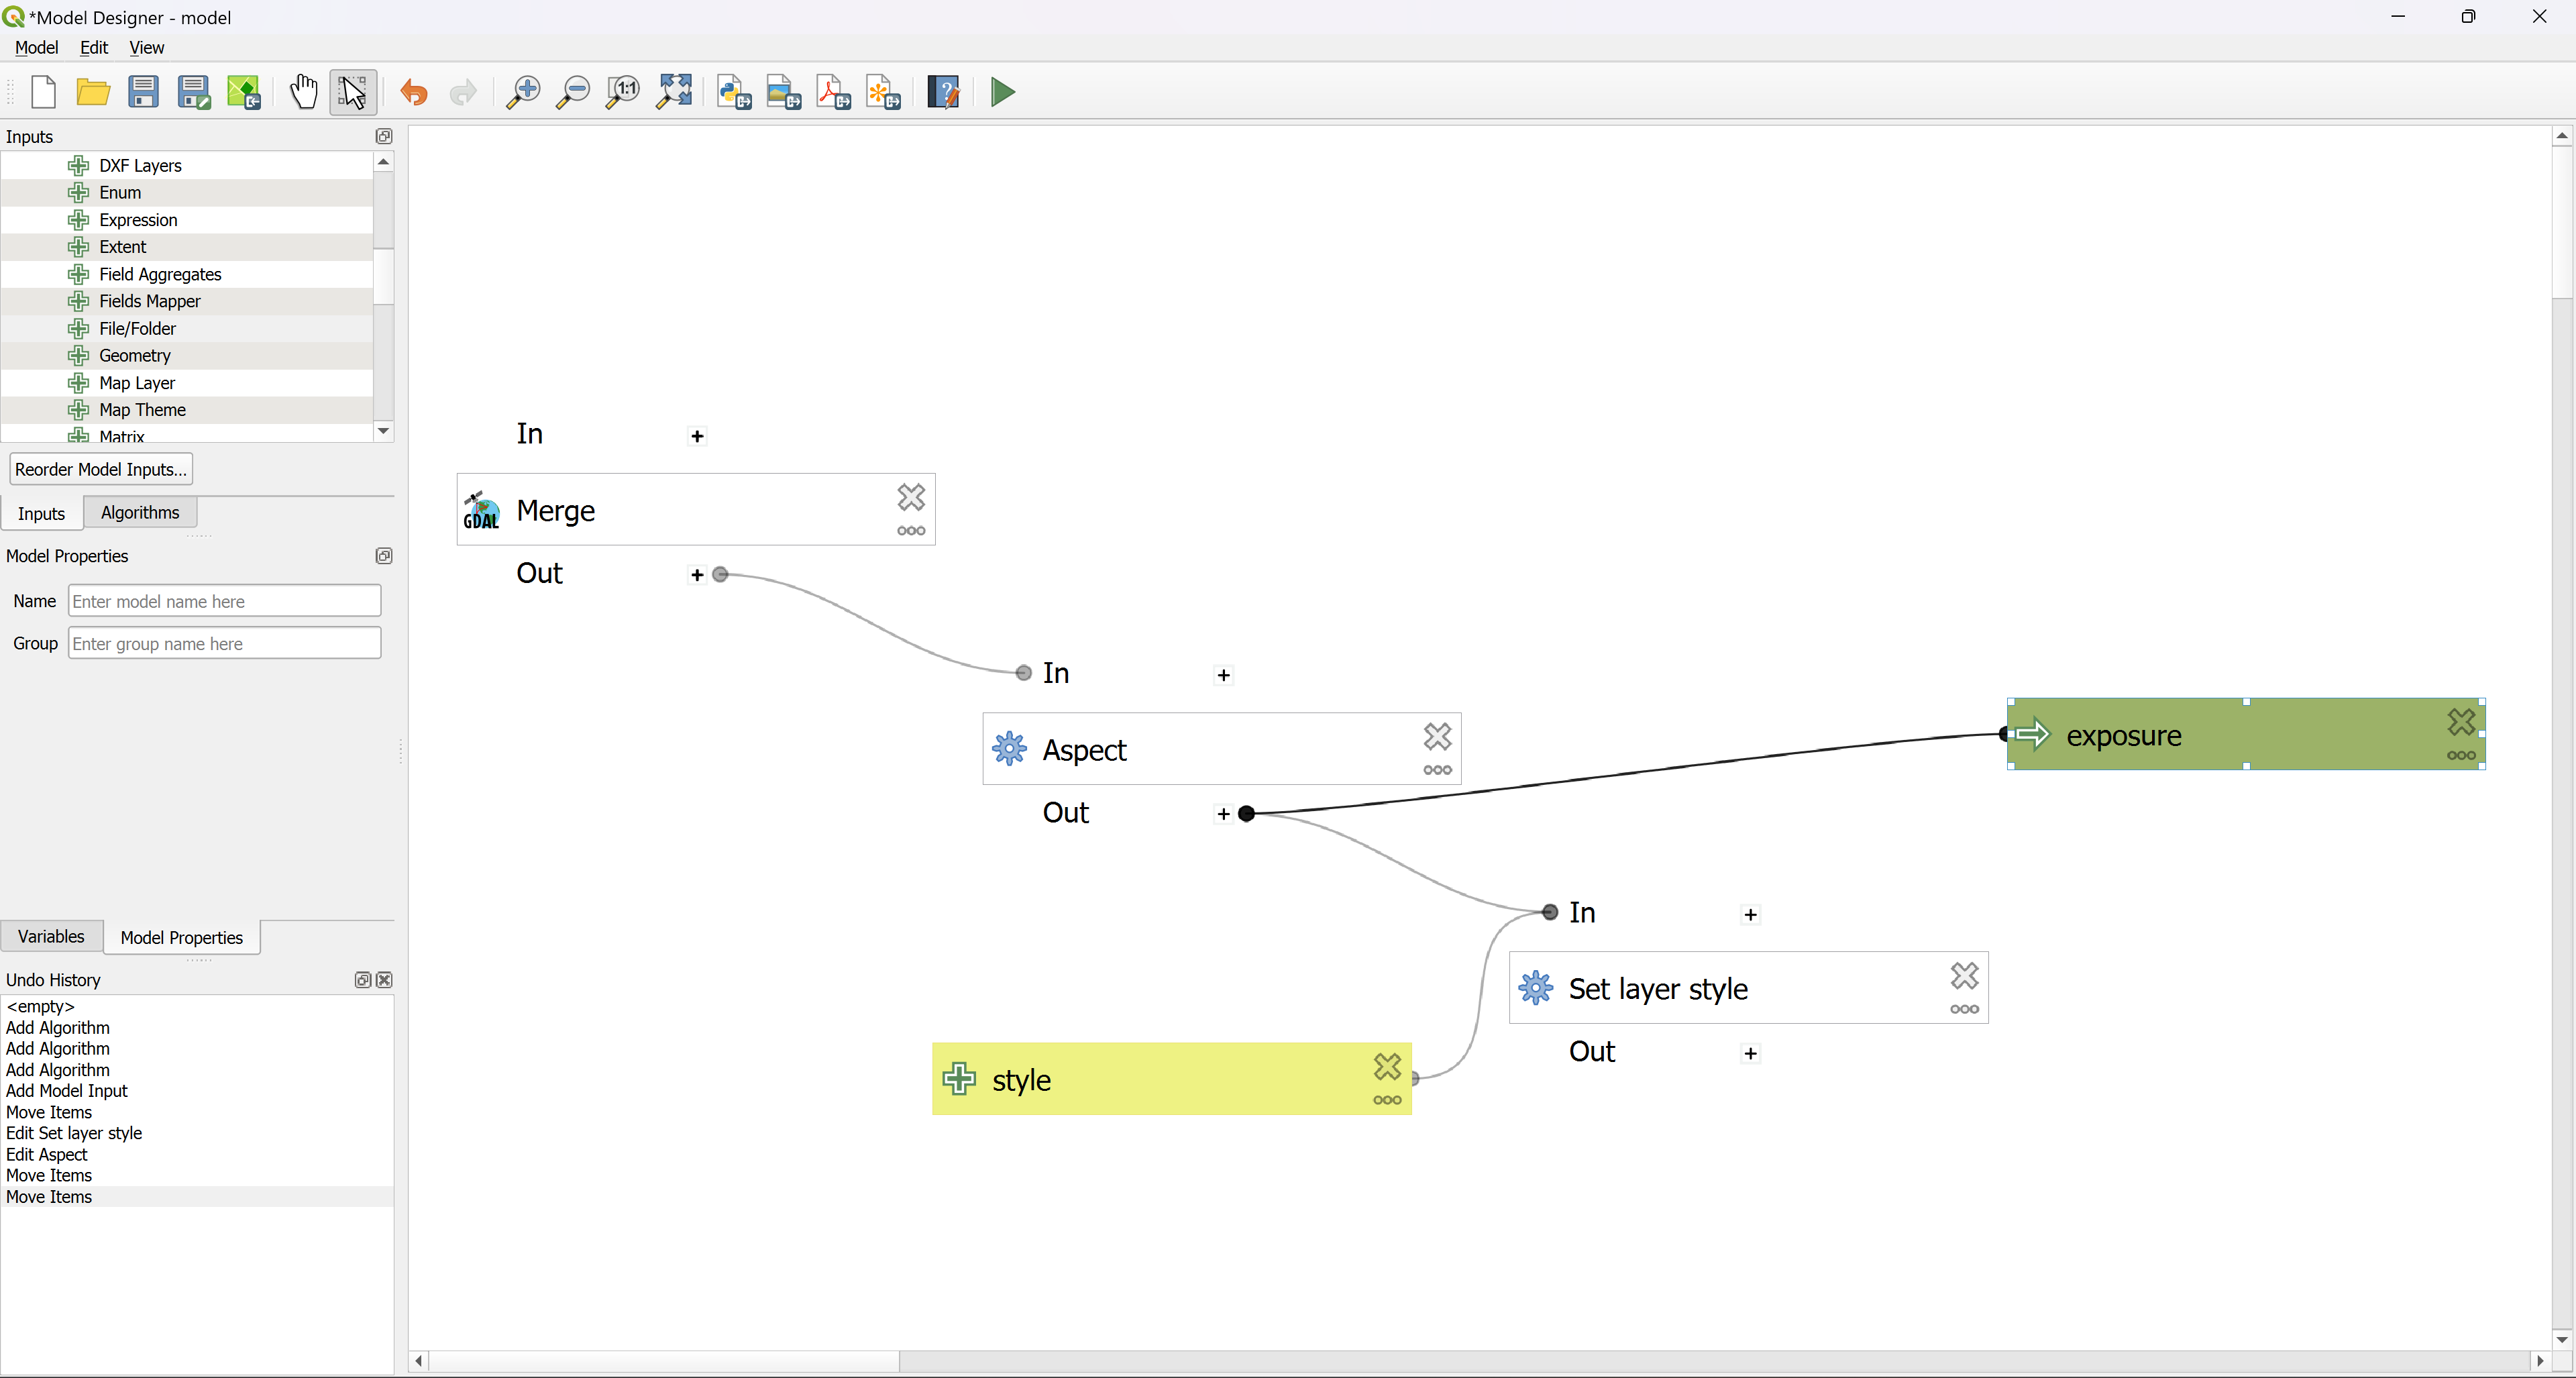 *Model Designer - model
Model Edit View
Inputs
DXF Layers
Enum
Expression
Extent
Field Aggregates
Fields Mapper
File/Folder
Geometry
Map Layer
Map Theme
Matrix
Reorder Model Inputs...
Inputs Algorithms
Model Properties
Name Enter model name here
Group Enter group name here
Variables Model Properties
Undo History
<empty>
Add Algorithm
Add Algorithm
Add Algorithm
Add Model Input
Move Items
Edit Set layer style
Edit Aspect
Move Items
Move Items
1:1
In
GDAL Merge
Out
In
Aspect
Out
exposure
In
Set layer style
Out
style